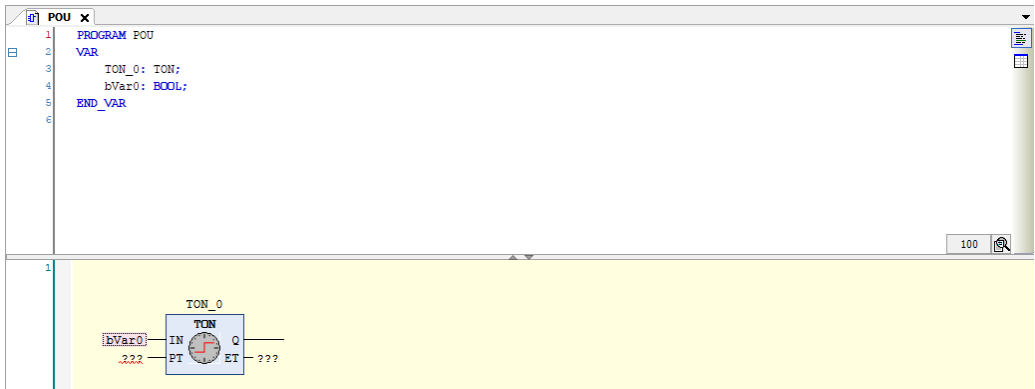 POU
1 PROGRAM POU
2 VAR
3 TON_0: TON;
4 bVar0: BOOL;
5 END_VAR
6
100
1
TON_0
TON
bVar0 IN Q
??? PT ET ???